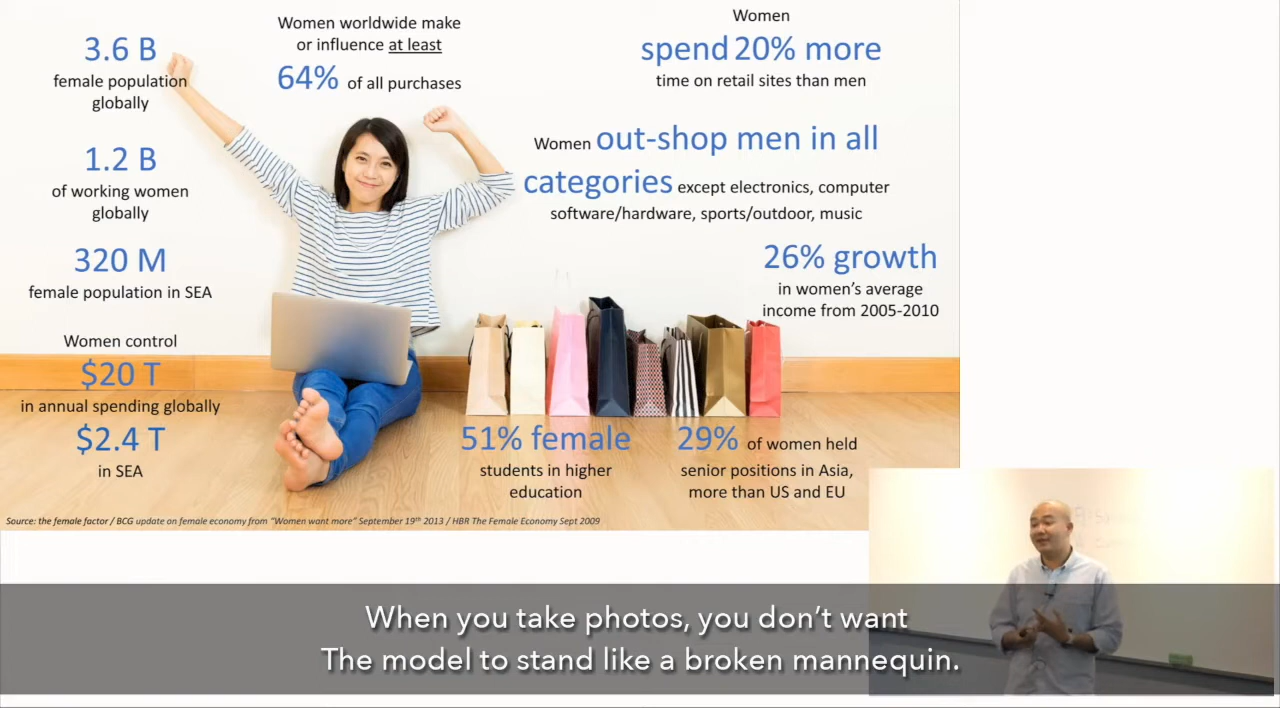 3.6 B
female population
globally
1.2 B
of working women
globally
320 M
female population in SEA
Women control
$20 T
in annual spending globally
$2.4 T
in SEA
Women worldwide make
or influence at least
64% of all purchases
Women
spend 20% more
time on retail sites than men
Women out-shop men in all
categories except electronics, computer
software/hardware, sports/outdoor, music
26% growth
in women’s average
income from 2005-2010
51% female
students in higher
education
29% of women held
senior positions in Asia,
more than US and EU
Source: the female factor / BCG update on female economy from “Women want more” September 19th 2013 / HBR The Female Economy Sept 2009
When you take photos, you don’t want
The model to stand like a broken mannequin.